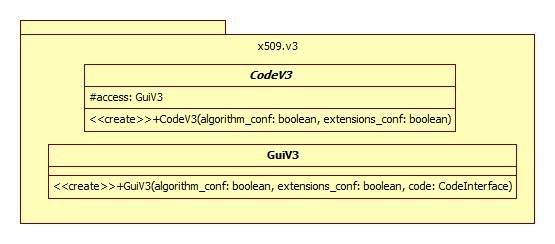 x509.v3
CodeV3
#access: GuiV3
<<create>>+CodeV3(algorithm_conf: boolean, extensions_conf: boolean)
GuiV3
<<create>>+GuiV3(algorithm_conf: boolean, extensions_conf: boolean, code: CodeInterface)